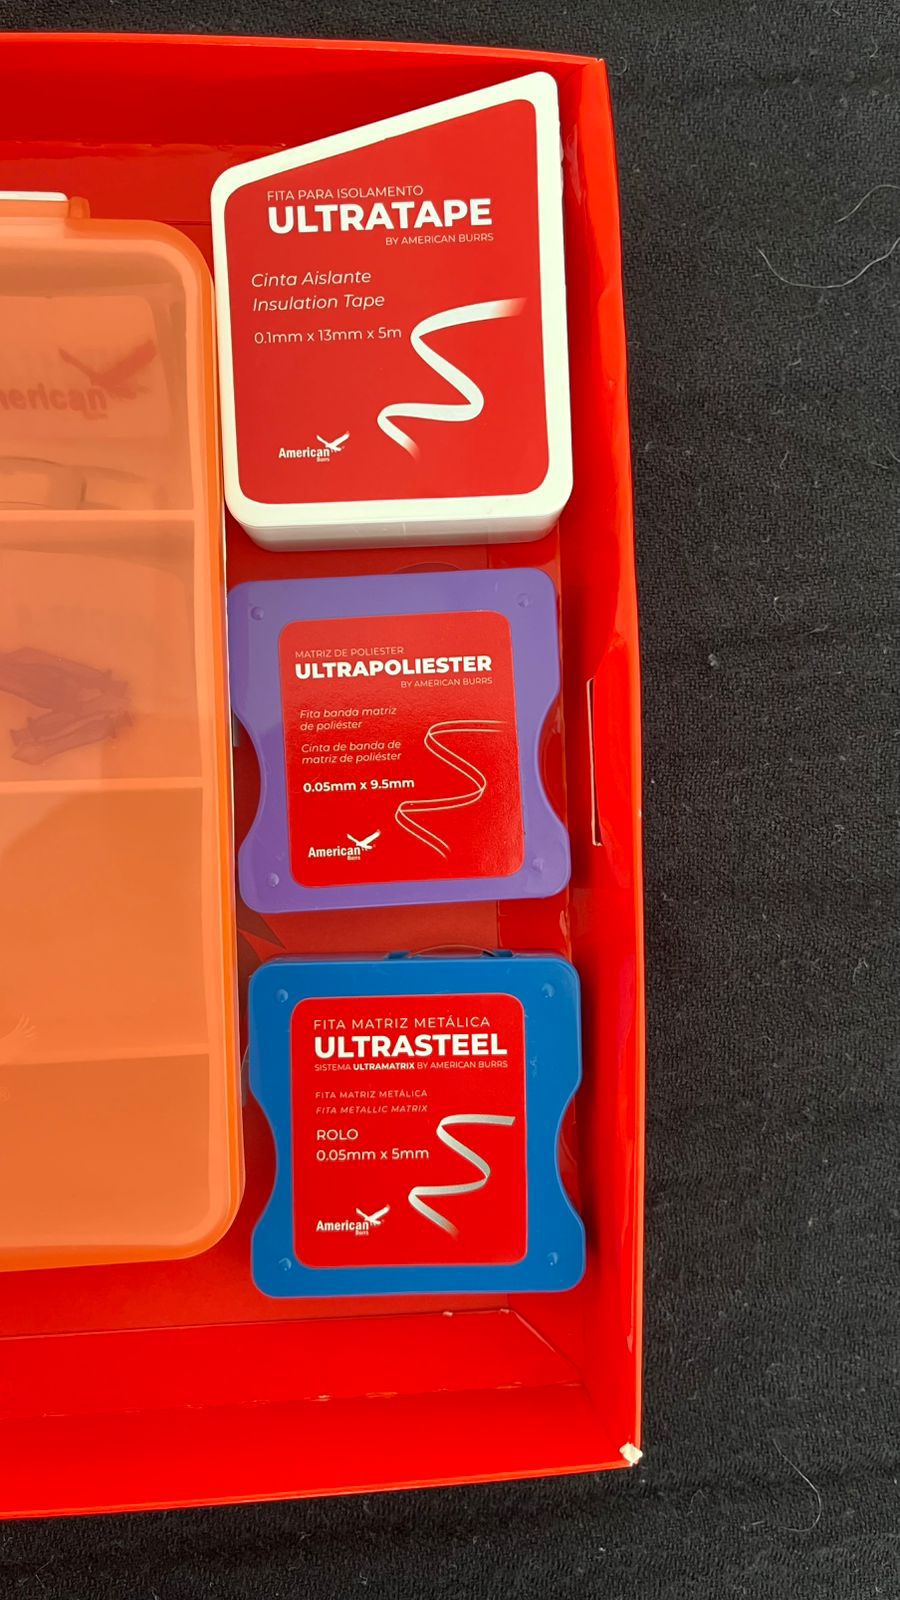 FITA PARA ISOLAMENTO
ULTRATAPE
BY AMERICAN BURRS
Cinta Aislante
Insulation Tape
0.1mm x 13mm x 5m
American
Burrs
MATRIZ DE POLIESTER
ULTRAPOLIESTER
BY AMERICAN BURRS
Fita banda matriz
de poliéster
Cinta de banda de
matriz de poliéster
0.05mm x 9.5mm
American
Burrs
FITA MATRIZ METÁLICA
ULTRASTEEL
SISTEMA ULTRAMATRIX BY AMERICAN BURRS
FITA MATRIZ METÁLICA
FITA METALLIC MATRIX
ROLO
0.05mm x 5mm
American
Burrs